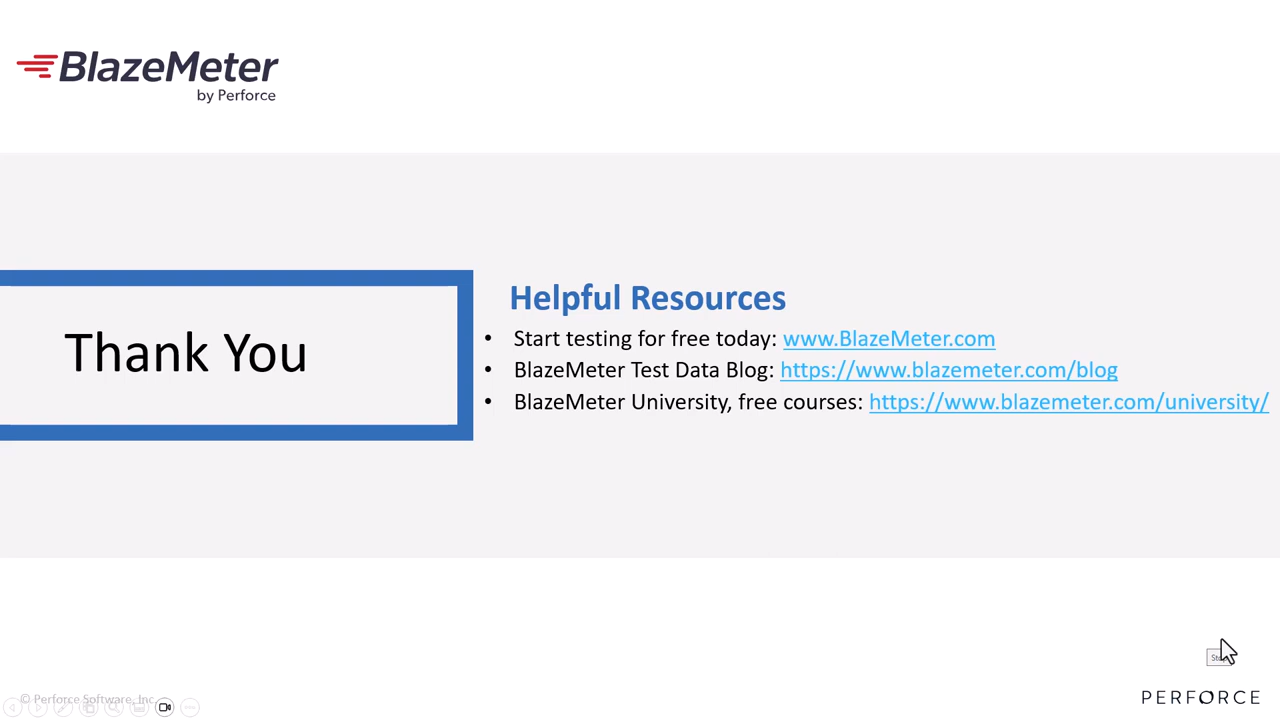 BlazeMeter
by Perforce
Thank You
Helpful Resources
• Start testing for free today: www.BlazeMeter.com
• BlazeMeter Test Data Blog: https://www.blazemeter.com/blog
• BlazeMeter University, free courses: https://www.blazemeter.com/university/
© Perforce Software, Inc.
PERFORCE